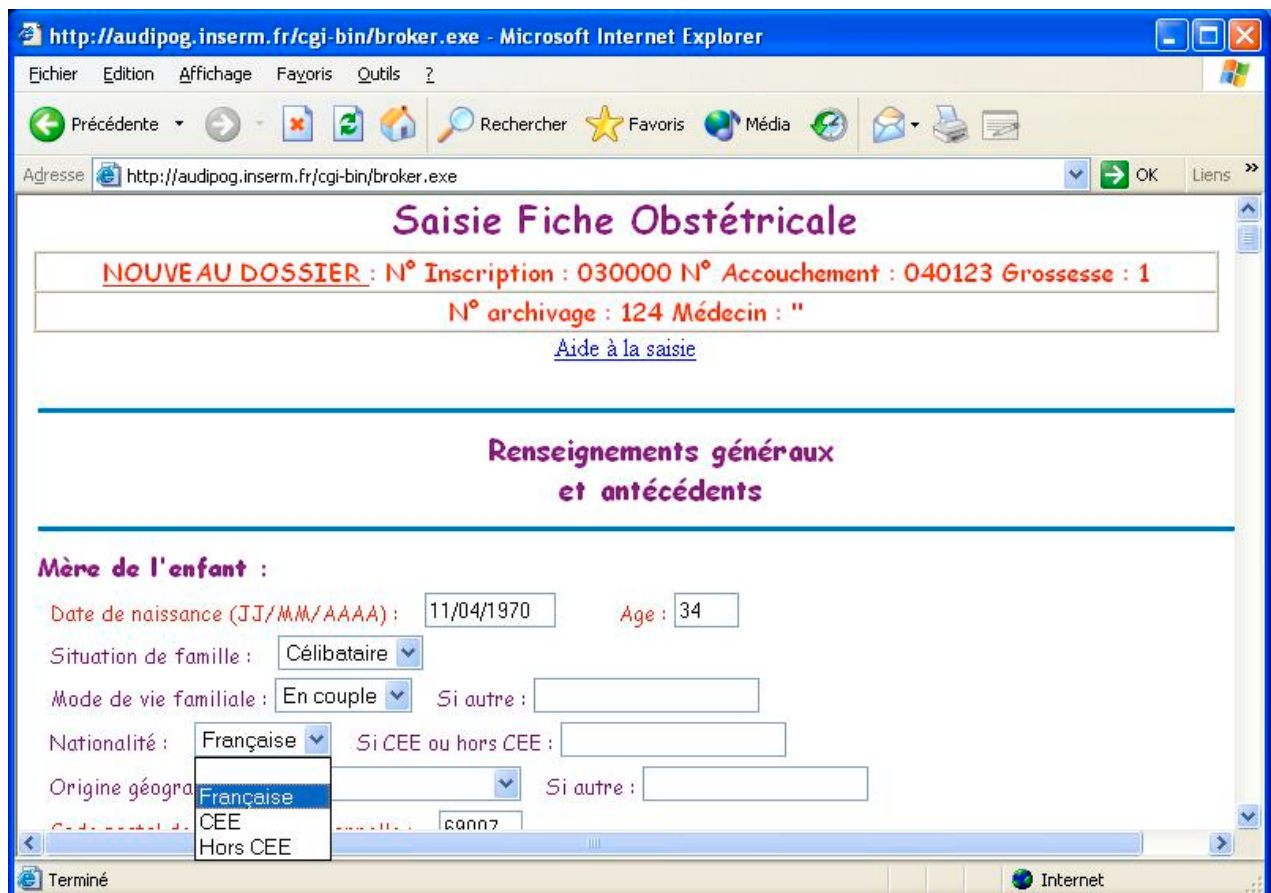 http://audipog.inserm.fr/cgi-bin/broker.exe - Microsoft Internet Explorer
Fichier Edition Affichage Favoris Outils ?
Précédente Rechercher Favoris Média
Adresse http://audipog.inserm.fr/cgi-bin/broker.exe OK Liens »
Saisie Fiche Obstétricale
NOUVEAU DOSSIER : N° Inscription : 030000 N° Accouchement : 040123 Grossesse : 1
N° archivage : 124 Médecin : "
Aide à la saisie
Renseignements généraux
et antécédents
Mère de l'enfant :
Date de naissance (JJ/MM/AAAA) : 11/04/1970 Age : 34
Situation de famille : Célibataire
Mode de vie familiale : En couple Si autre :
Nationalité : Française Si CEE ou hors CEE :
Origine géogra Si autre :
Française
CEE
Hors CEE
69007
Terminé Internet